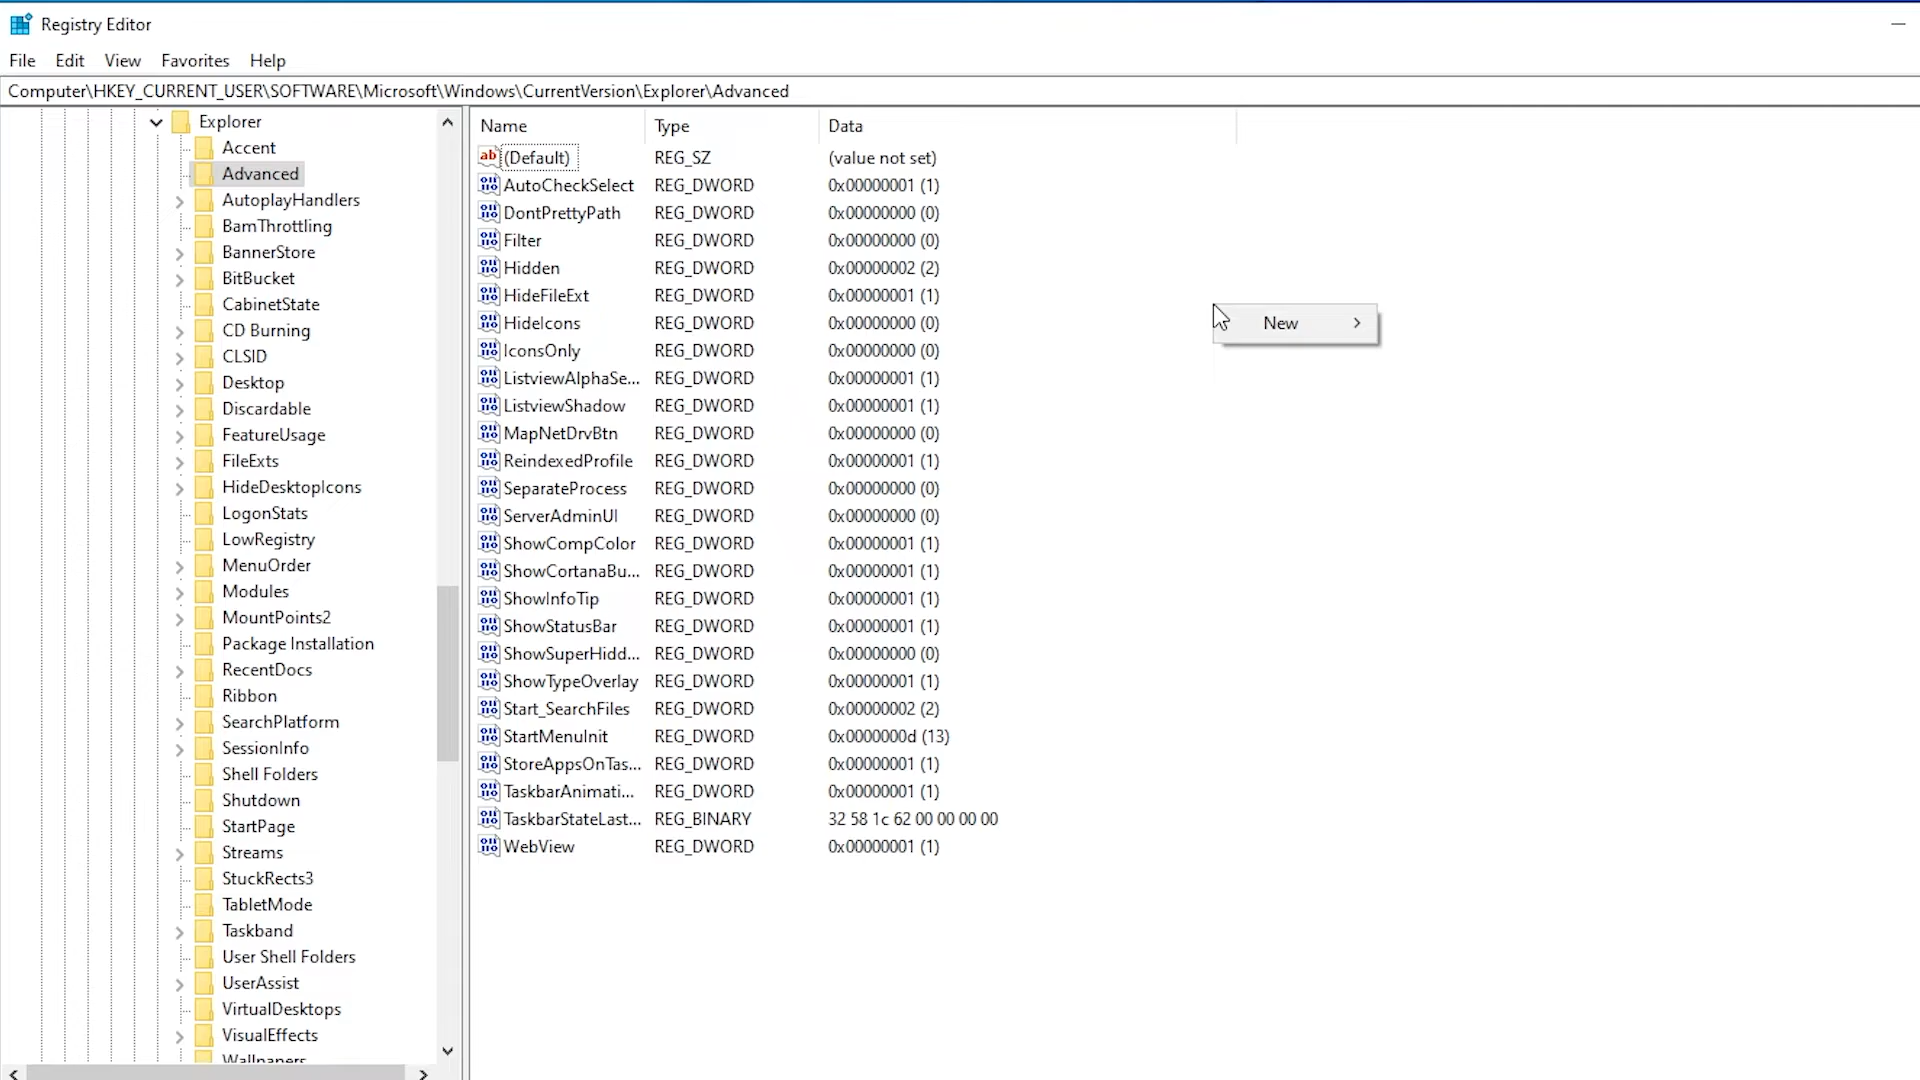 Registry Editor
File Edit View Favorites Help
Computer\HKEY_CURRENT_USER\SOFTWARE\Microsoft\Windows\CurrentVersion\Explorer\Advanced
Explorer
Accent
Advanced
AutoplayHandlers
BamThrottling
BannerStore
BitBucket
CabinetState
CD Burning
CLSID
Desktop
Discardable
FeatureUsage
FileExts
HideDesktopIcons
LogonStats
LowRegistry
MenuOrder
Modules
MountPoints2
Package Installation
RecentDocs
Ribbon
SearchPlatform
SessionInfo
Shell Folders
Shutdown
StartPage
Streams
StuckRects3
TabletMode
Taskband
User Shell Folders
UserAssist
VirtualDesktops
VisualEffects
Wallpapers
Name Type Data
(Default) REG_SZ (value not set)
AutoCheckSelect REG_DWORD 0x00000001 (1)
DontPrettyPath REG_DWORD 0x00000000 (0)
Filter REG_DWORD 0x00000000 (0)
Hidden REG_DWORD 0x00000002 (2)
HideFileExt REG_DWORD 0x00000001 (1)
HideIcons REG_DWORD 0x00000000 (0)
IconsOnly REG_DWORD 0x00000000 (0)
ListviewAlphaSe... REG_DWORD 0x00000001 (1)
ListviewShadow REG_DWORD 0x00000001 (1)
MapNetDrvBtn REG_DWORD 0x00000000 (0)
ReindexedProfile REG_DWORD 0x00000001 (1)
SeparateProcess REG_DWORD 0x00000000 (0)
ServerAdminUI REG_DWORD 0x00000000 (0)
ShowCompColor REG_DWORD 0x00000001 (1)
ShowCortanaBu... REG_DWORD 0x00000001 (1)
ShowInfoTip REG_DWORD 0x00000001 (1)
ShowStatusBar REG_DWORD 0x00000001 (1)
ShowSuperHidd... REG_DWORD 0x00000000 (0)
ShowTypeOverlay REG_DWORD 0x00000001 (1)
Start_SearchFiles REG_DWORD 0x00000002 (2)
StartMenuInit REG_DWORD 0x0000000d (13)
StoreAppsOnTas... REG_DWORD 0x00000001 (1)
TaskbarAnimati... REG_DWORD 0x00000001 (1)
TaskbarStateLast... REG_BINARY 32 58 1c 62 00 00 00 00
WebView REG_DWORD 0x00000001 (1)
New